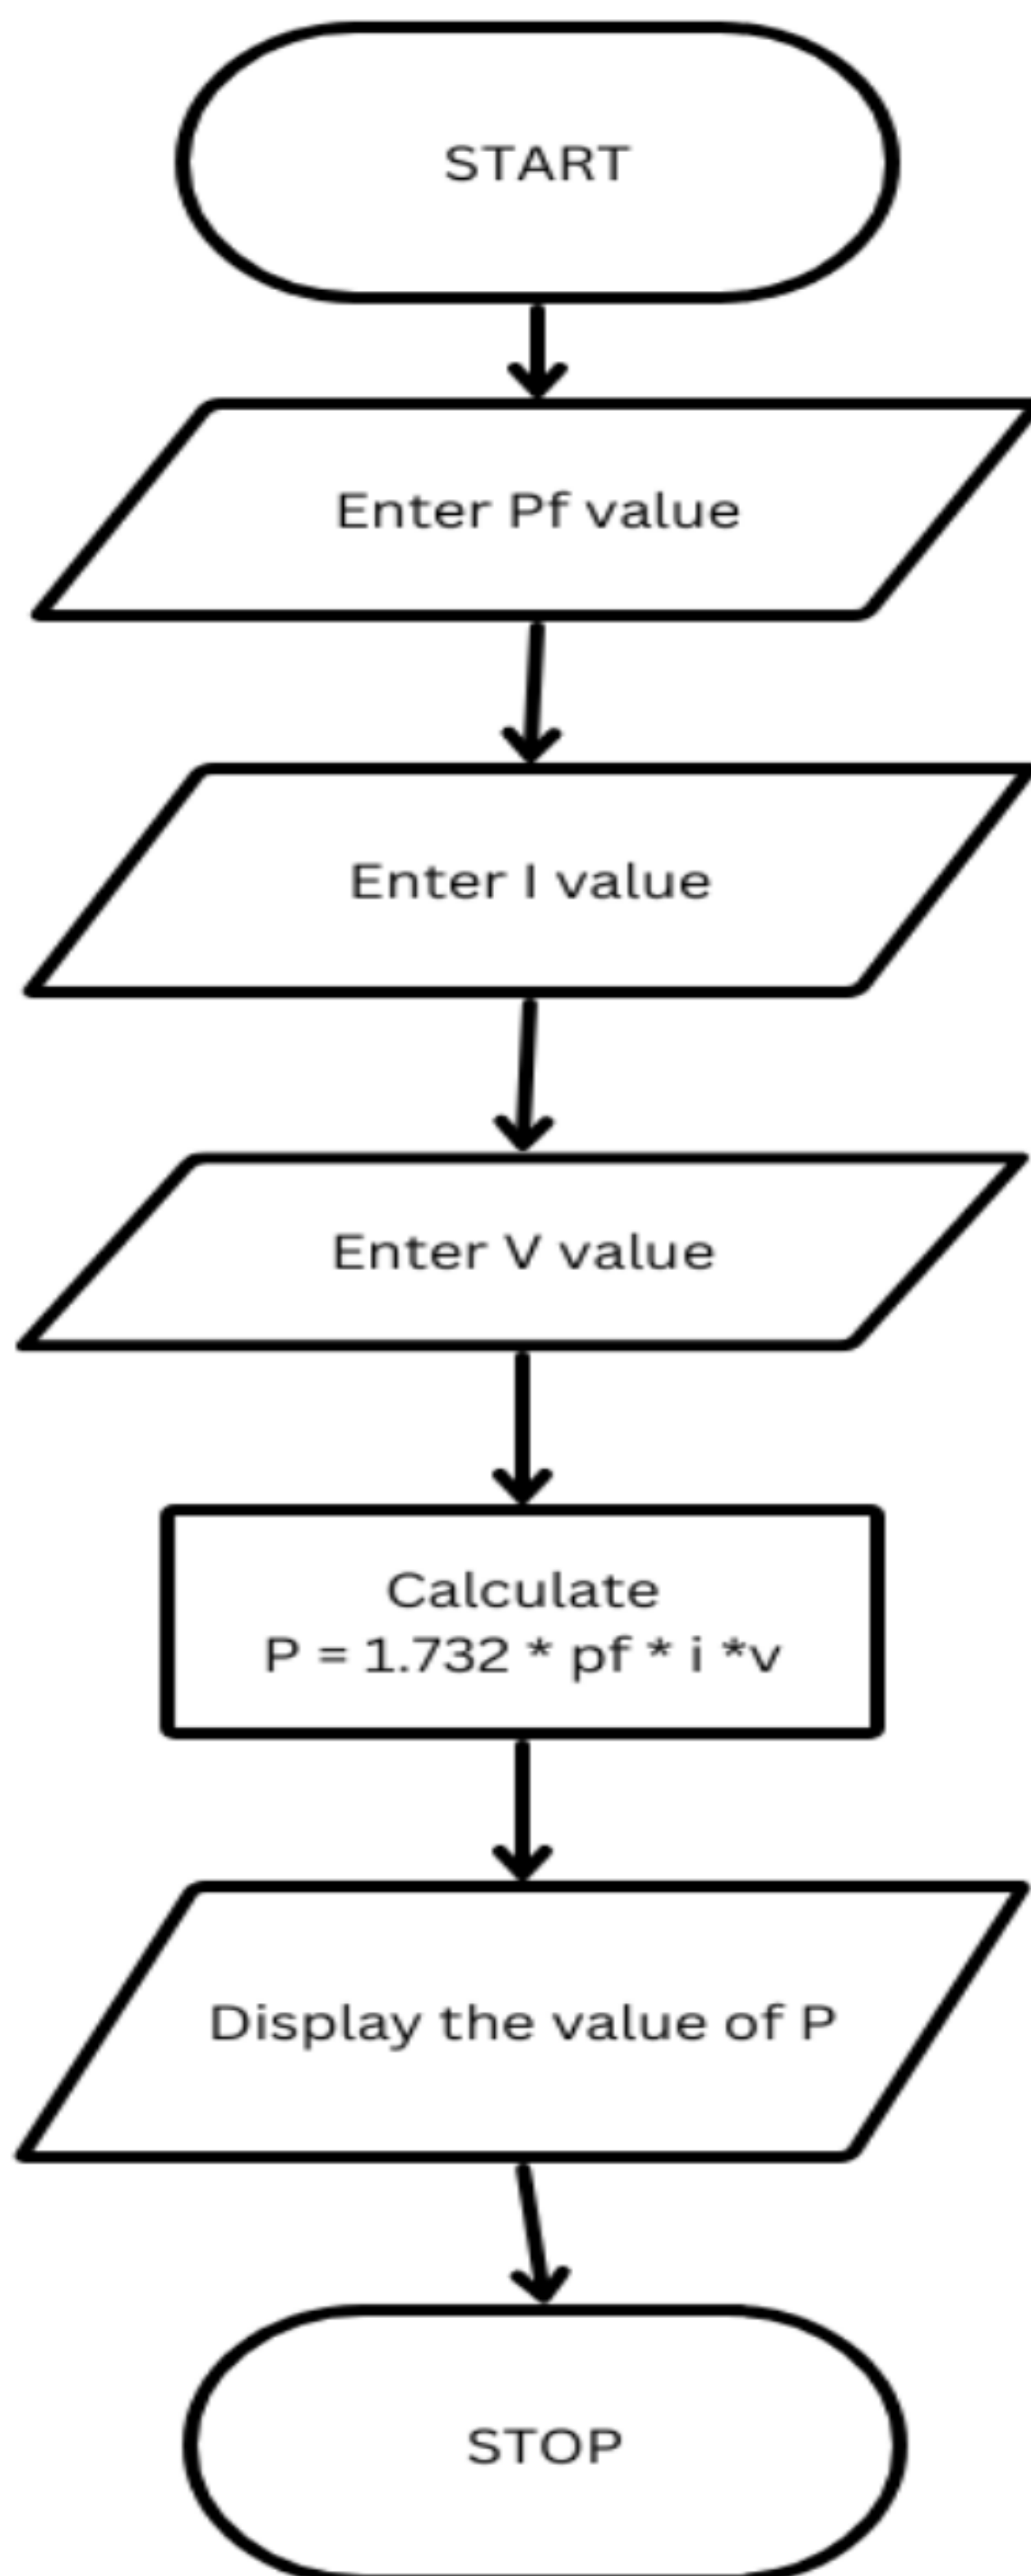 START
Enter Pf value
Enter I value
Enter V value
Calculate
P = 1.732 * pf * i *v
Display the value of P
STOP